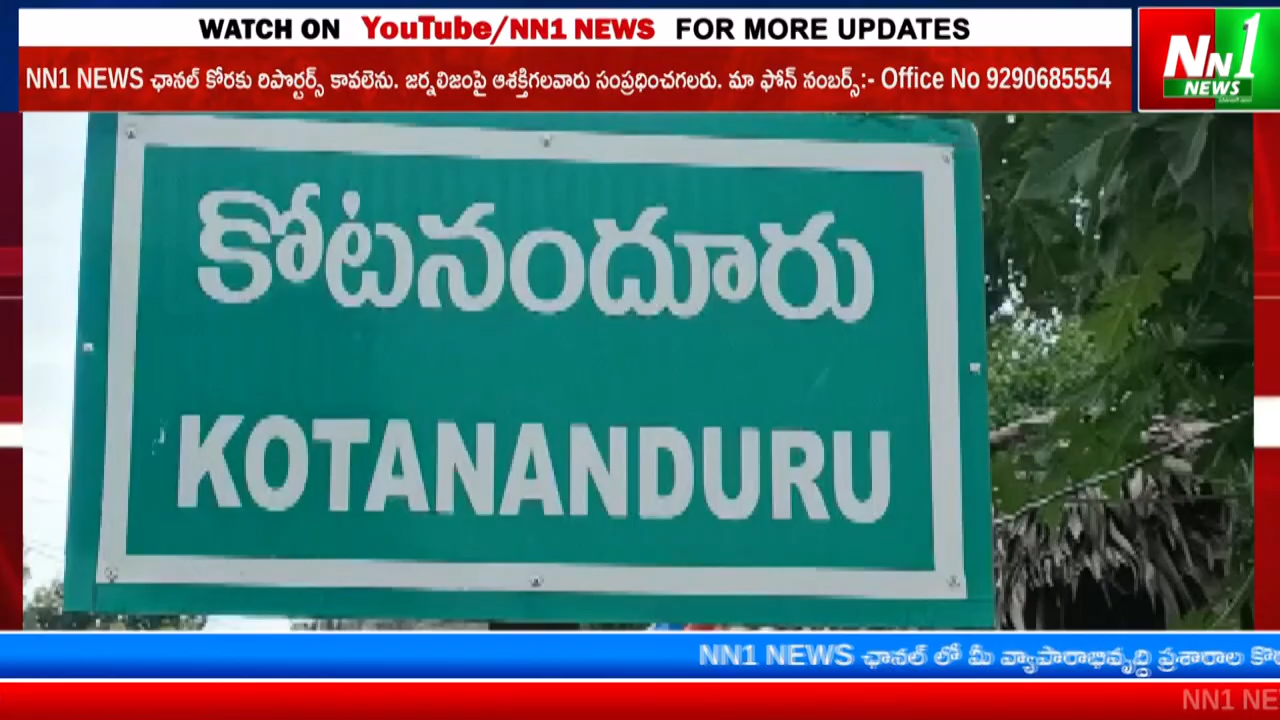 WATCH ON YouTube/NN1 NEWS FOR MORE UPDATES
NN1 NEWS ఛానల్ కోరకు రిపొర్టర్స్ కావలెను. జర్నలిజంపై ఆశక్తిగలవారు సంప్రధించగలరు. మా ఫోన్ నంబర్స్:- Office No 9290685554
NN1
NEWS
కోటనందూరు
KOTANANDURU
NN1 NEWS ఛానల్ లో మీ వ్యాపారాభివృద్ది ప్రశారాల
NN1 NE